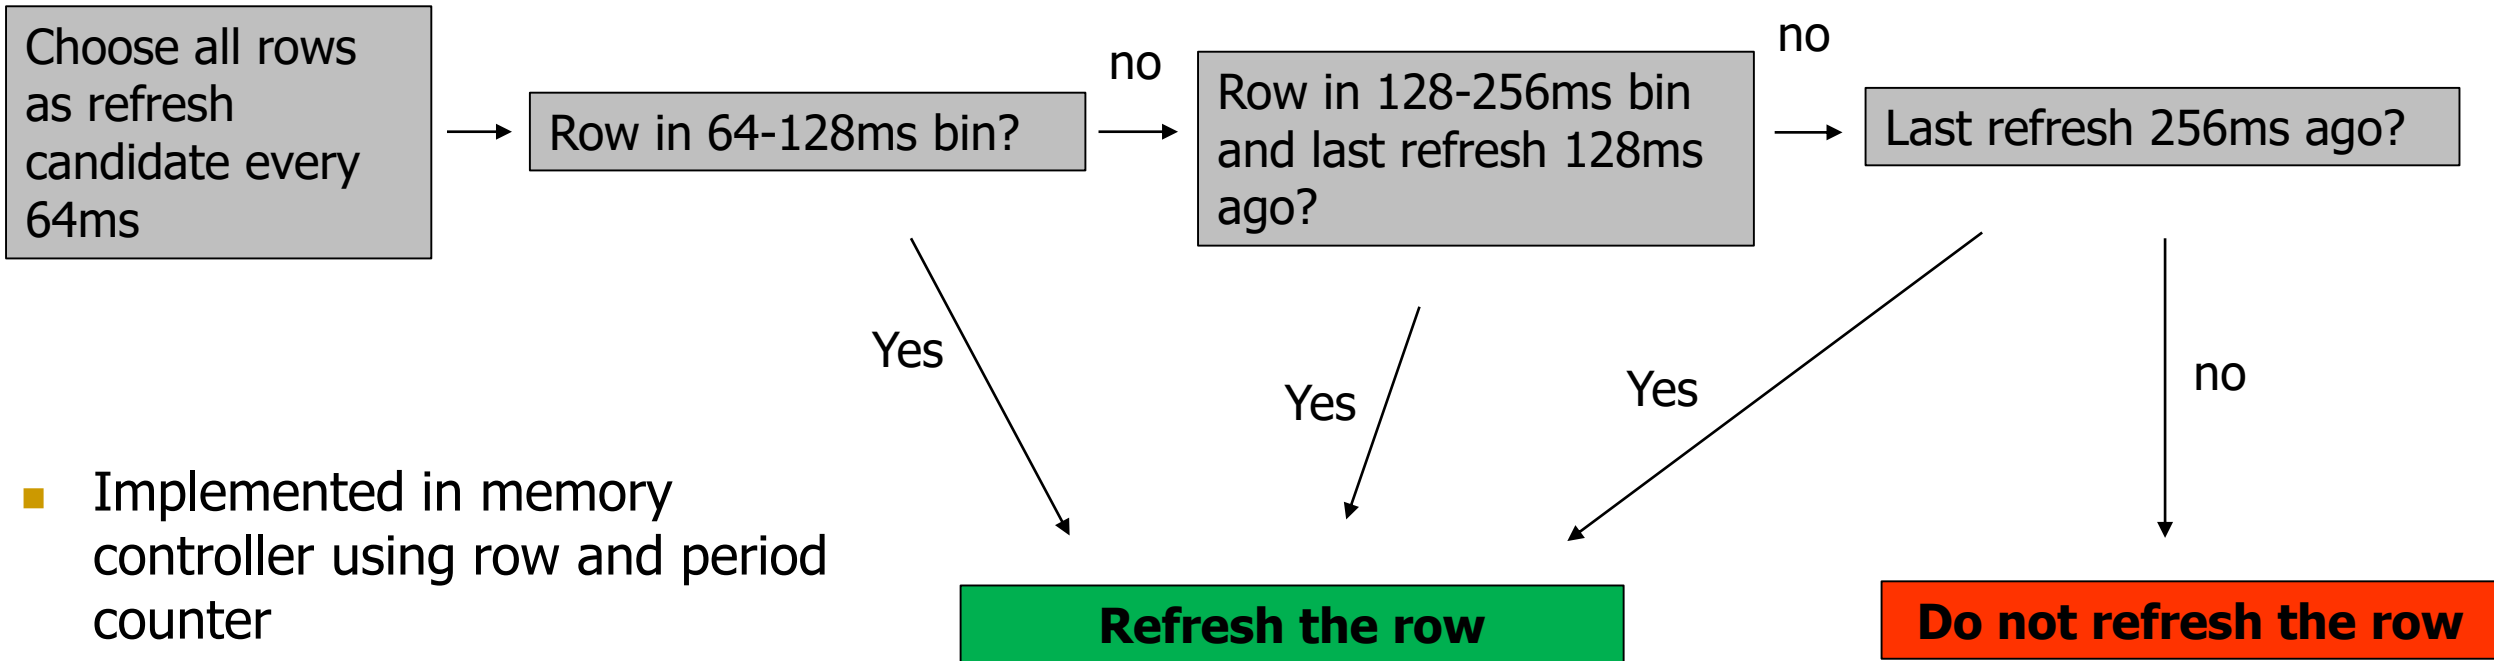 Choose all rows
as refresh
candidate every
64ms
Row in 64-128ms bin?
no
Row in 128-256ms bin
and last refresh 128ms
ago?
no
Last refresh 256ms ago?
Yes
Yes
Yes
no
Implemented in memory
controller using row and period
counter
Refresh the row
Do not refresh the row